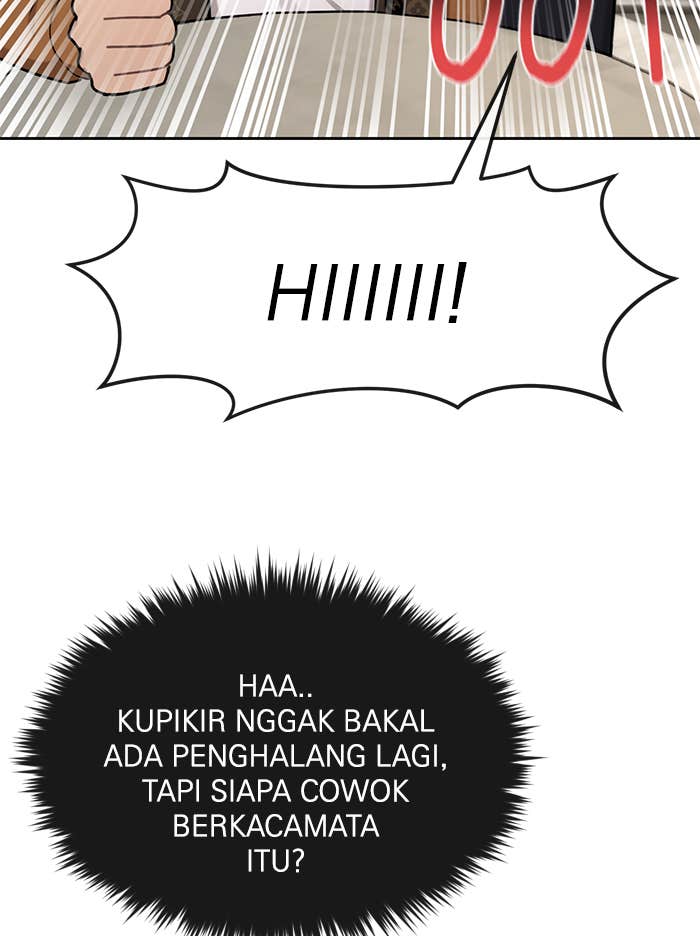 HIIIIII!
HAA..
KUPIKIR NGGAK BAKAL
ADA PENGHALANG LAGI,
TAPI SIAPA COWOK
BERKACAMATA
ITU?